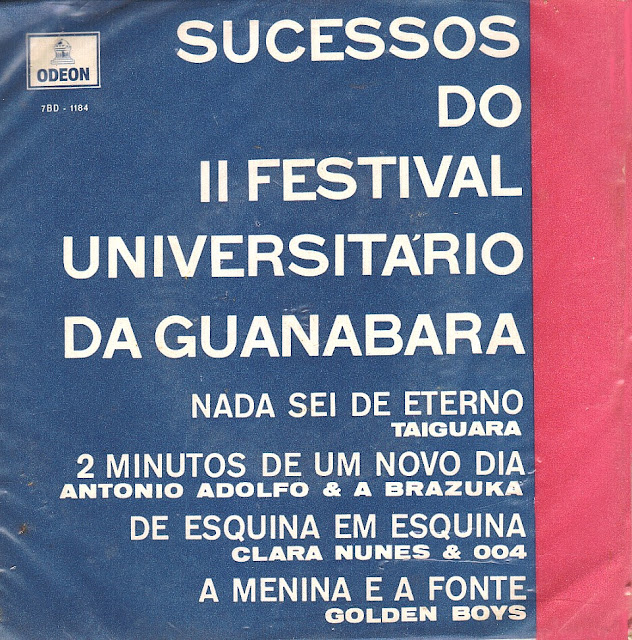 ODEON
7BD - 1184
SUCESSOS
DO
II FESTIVAL
UNIVERSITÁRIO
DA GUANABARA
NADA SEI DE ETERNO
TAIGUARA
2 MINUTOS DE UM NOVO DIA
ANTONIO ADOLFO & A BRAZUKA
DE ESQUINA EM ESQUINA
CLARA NUNES & 004
A MENINA E A FONTE
GOLDEN BOYS